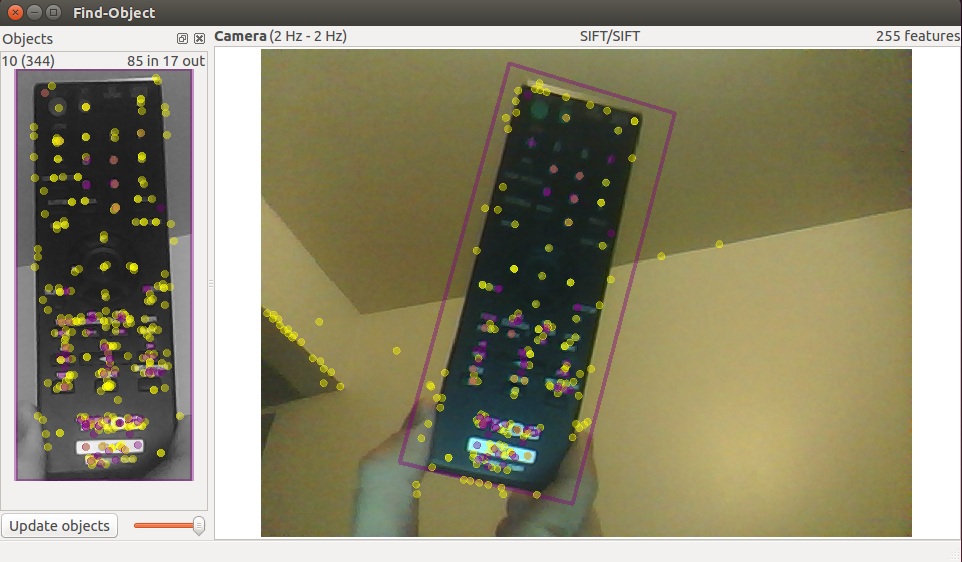 Find-Object
Objects
Camera (2 Hz - 2 Hz)
SIFT/SIFT
255 features
10 (344)
85 in 17 out
Update objects